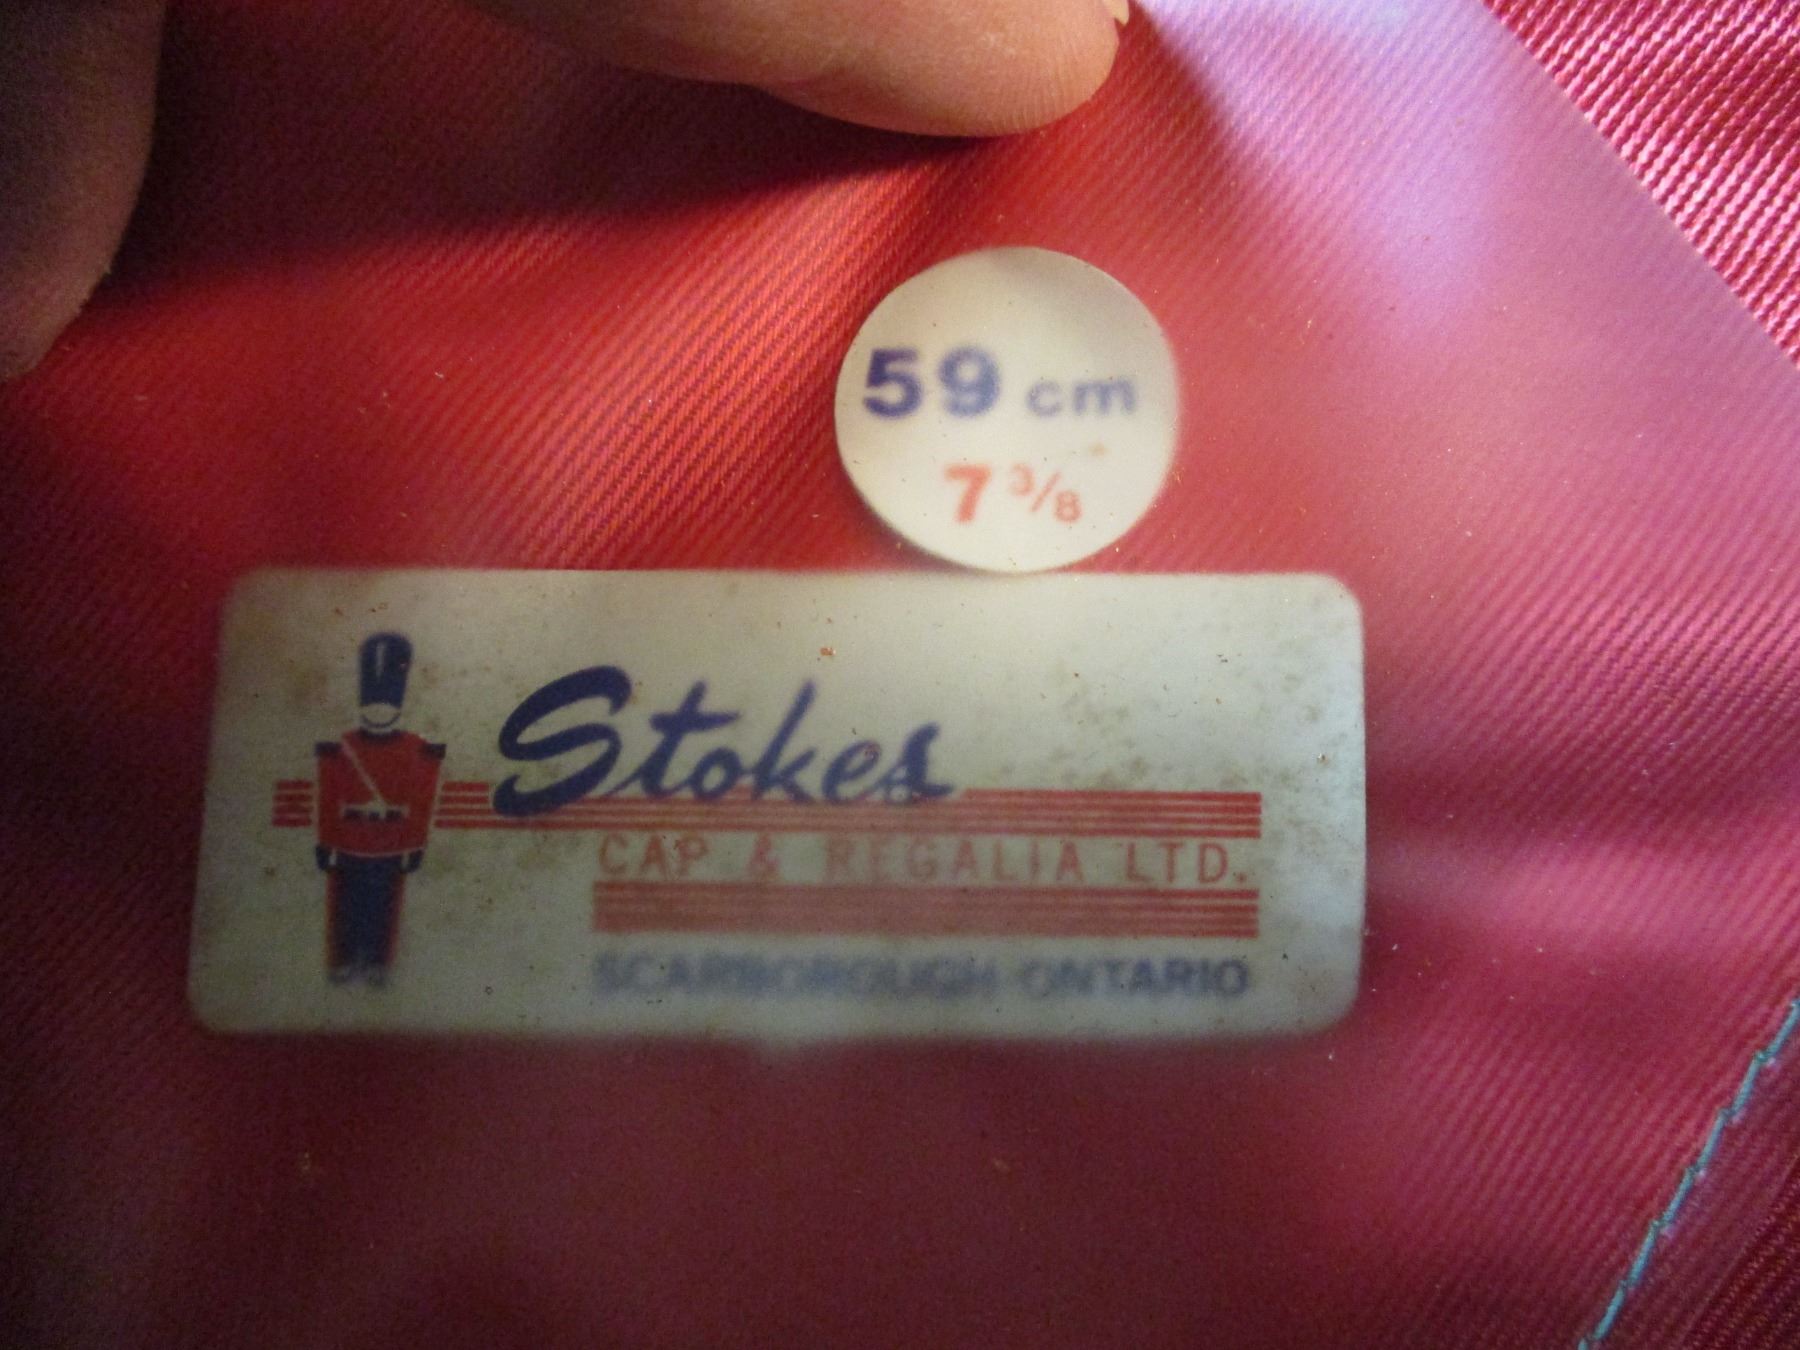 59 cm
7 3/8
Stokes
CAP & REGALIA LTD.
SCARBOROUGH ONTARIO